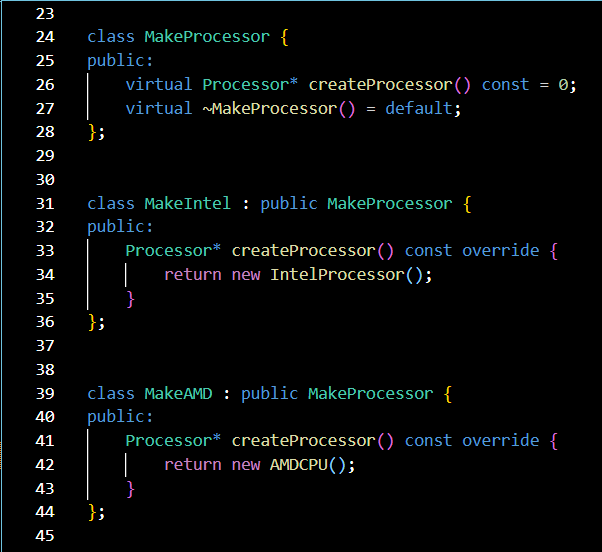 23
24 class MakeProcessor {
25 public:
26     virtual Processor* createProcessor() const = 0;
27     virtual ~MakeProcessor() = default;
28 };
29
30
31 class MakeIntel : public MakeProcessor {
32 public:
33     Processor* createProcessor() const override {
34         return new IntelProcessor();
35     }
36 };
37
38
39 class MakeAMD : public MakeProcessor {
40 public:
41     Processor* createProcessor() const override {
42         return new AMDCPU();
43     }
44 };
45